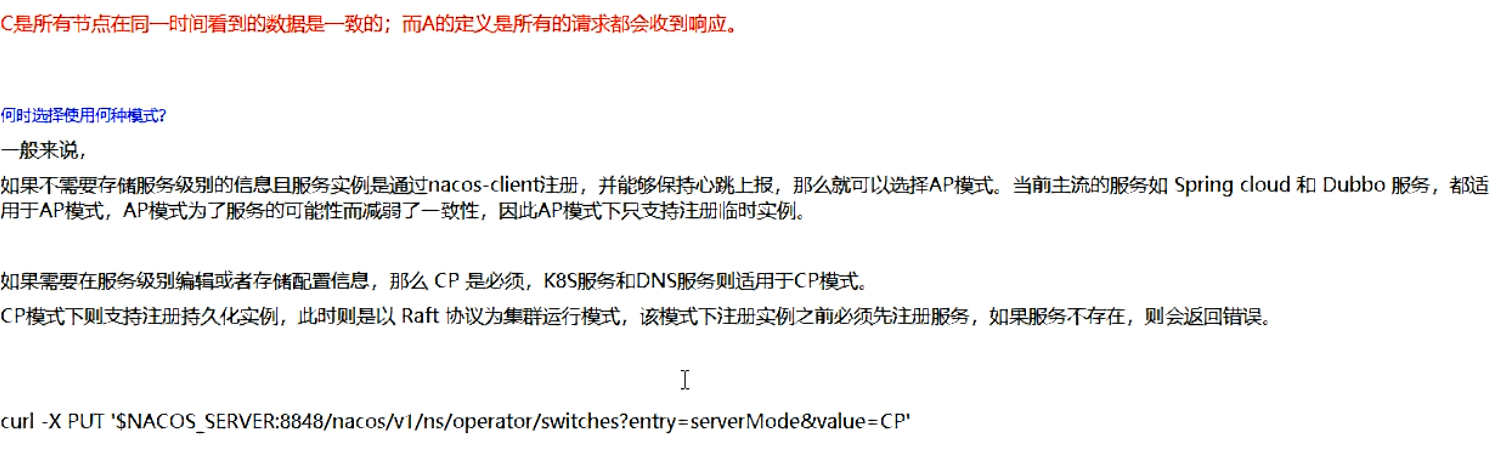 C是所有节点在同一时间看到的数据是一致的；而A的定义是所有的请求都会收到响应。
何时选择使用何种模式?
一般来说，
如果不需要存储服务级别的信息且服务实例是通过nacos-client注册，并能够保持心跳上报，那么就可以选择AP模式。当前主流的服务如 Spring cloud 和 Dubbo 服务，都适
用于AP模式，AP模式为了服务的可能性而减弱了一致性，因此AP模式下只支持注册临时实例。
如果需要在服务级别编辑或者存储配置信息，那么 CP 是必须，K8S服务和DNS服务则适用于CP模式。
CP模式下则支持注册持久化实例，此时则是以 Raft 协议为集群运行模式，该模式下注册实例之前必须先注册服务，如果服务不存在，则会返回错误。
curl -X PUT '$NACOS_SERVER:8848/nacos/v1/ns/operator/switches?entry=serverMode&value=CP'